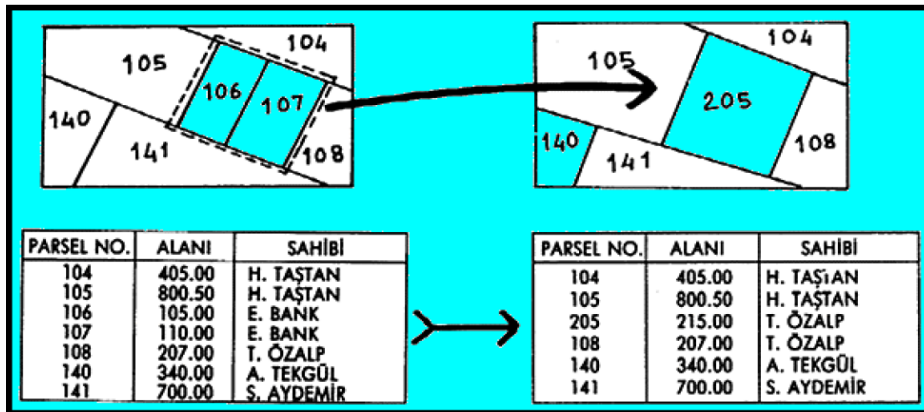 104
105
106
107
140
141
108
104
105
205
140
141
108
PARSEL NO. ALANI SAHİBİ
104 405.00 H. TAŞTAN
105 800.50 H. TAŞTAN
106 105.00 E. BANK
107 110.00 E. BANK
108 207.00 T. ÖZALP
140 340.00 A. TEKGÜL
141 700.00 S. AYDEMİR
PARSEL NO. ALANI SAHİBİ
104 405.00 H. TAŞTAN
105 800.50 H. TAŞTAN
205 215.00 T. ÖZALP
108 207.00 T. ÖZALP
140 340.00 A. TEKGÜL
141 700.00 S. AYDEMİR